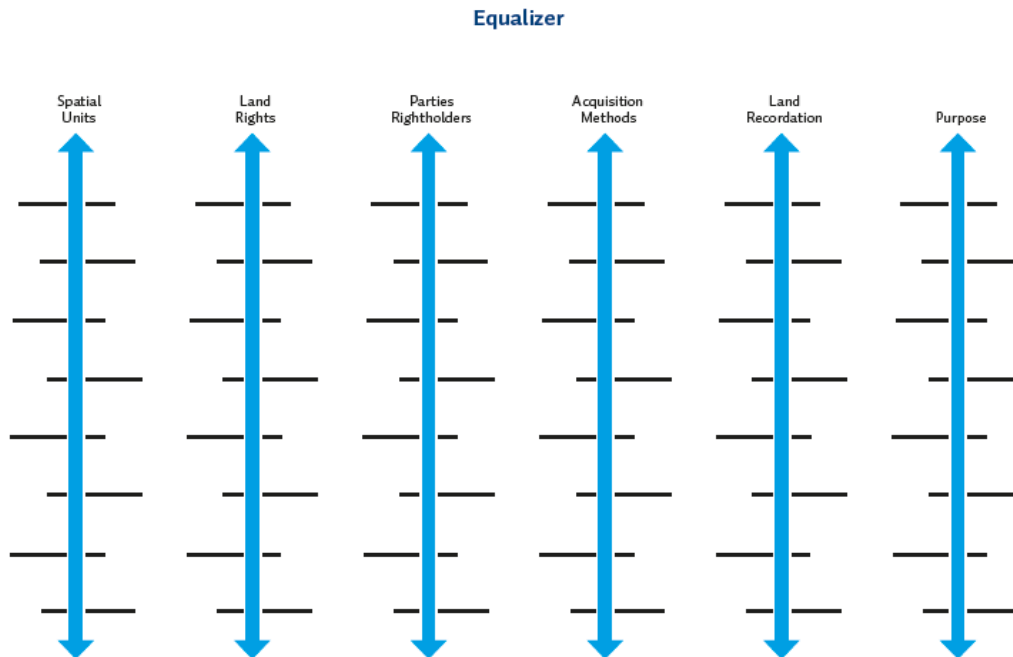 Equalizer
Spatial
Units
Land
Rights
Parties
Rightholders
Acquisition
Methods
Land
Recordation
Purpose